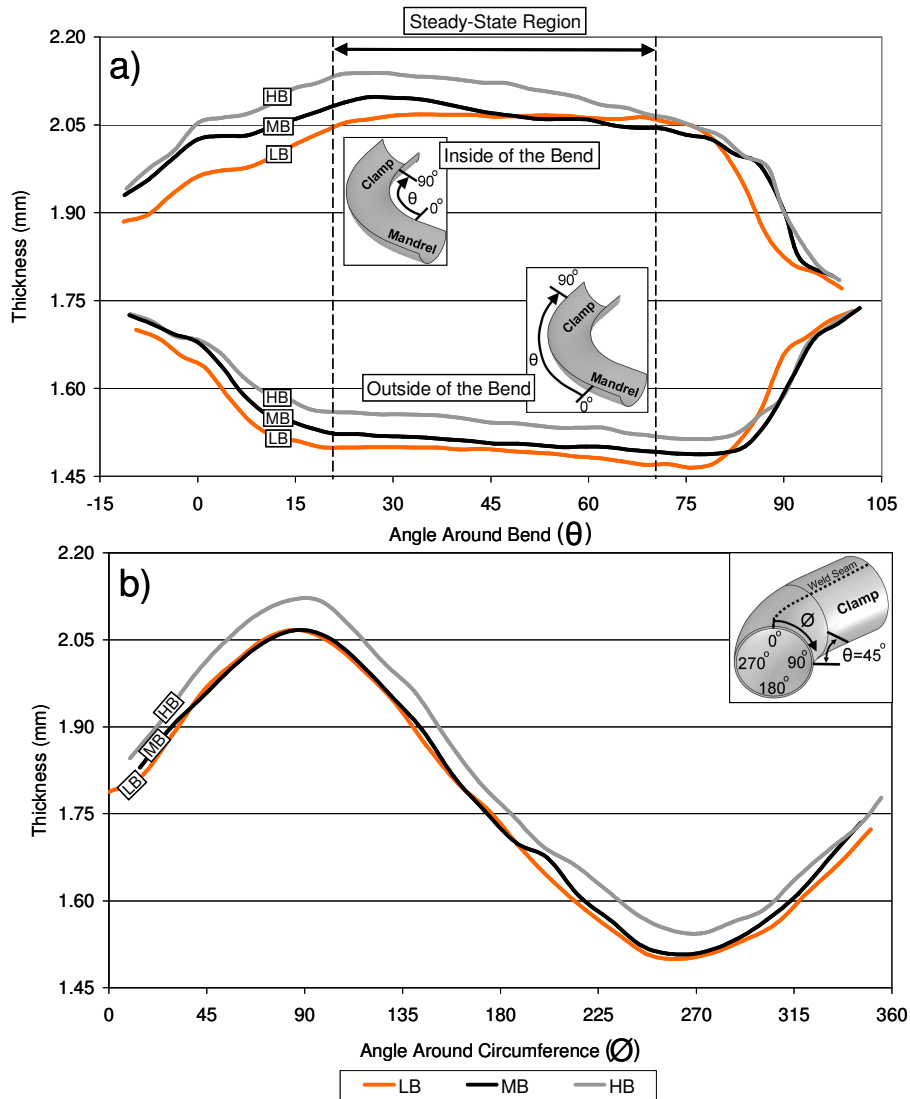 Steady-State Region
a)
Thickness (mm)
2.20
2.05
1.90
1.75
1.60
1.45
HB
MB
LB
Inside of the Bend
Clamp
90°
θ
0°
Mandrel
90°
Clamp
θ
Mandrel
0°
Outside of the Bend
HB
MB
LB
-15 0 15 30 45 60 75 90 105
Angle Around Bend (θ)
b)
Thickness (mm)
2.20
2.05
1.90
1.75
1.60
1.45
HB
MB
LB
Weld Seam
Clamp
Ø
0°
270° 90°
180°
θ=45°
0 45 90 135 180 225 270 315 360
Angle Around Circumference (Ø)
LB MB HB